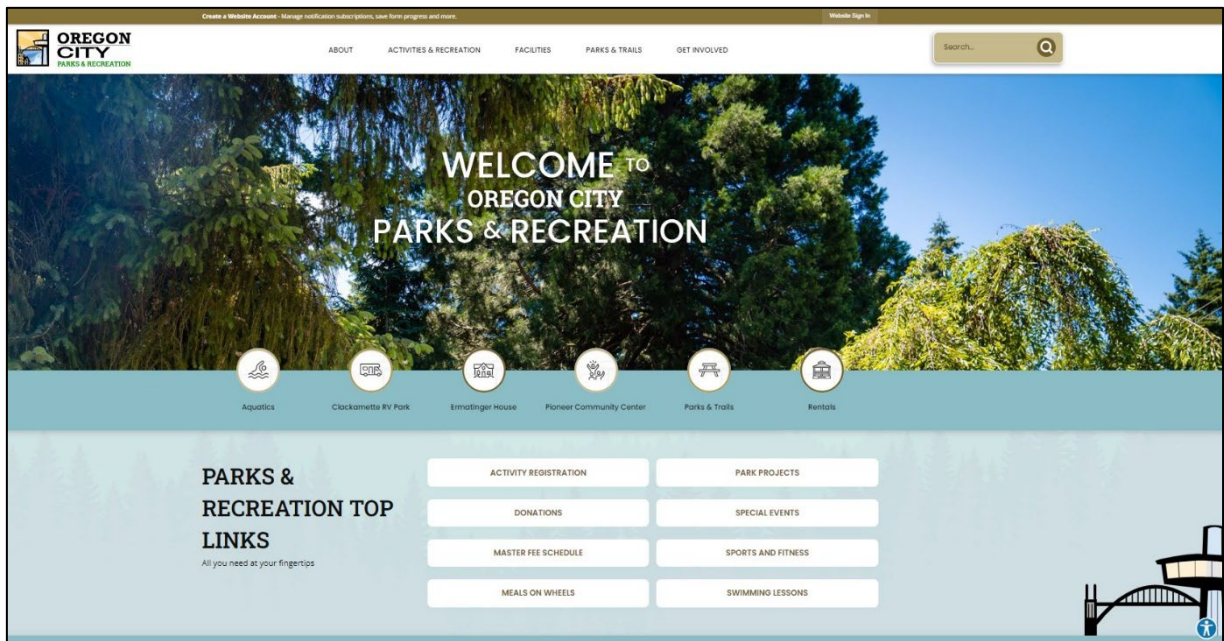 Create a Website Account - Manage notification subscriptions, save form progress and more.
Website Sign In
OREGON
CITY
PARKS & RECREATION
ABOUT
ACTIVITIES & RECREATION
FACILITIES
PARKS & TRAILS
GET INVOLVED
Search...
WELCOME TO
OREGON CITY
PARKS & RECREATION
Aquatics
Clackamette RV Park
Ermatinger House
Pioneer Community Center
Parks & Trails
Rentals
PARKS &
RECREATION TOP
LINKS
All you need at your fingertips
ACTIVITY REGISTRATION
PARK PROJECTS
DONATIONS
SPECIAL EVENTS
MASTER FEE SCHEDULE
SPORTS AND FITNESS
MEALS ON WHEELS
SWIMMING LESSONS